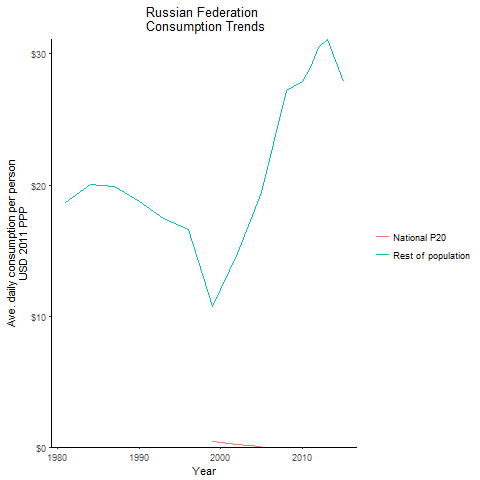 Russian Federation
Consumption Trends
Ave. daily consumption per person
USD 2011 PPP
$30
$20
$10
$0
1980
1990
2000
2010
Year
National P20
Rest of population